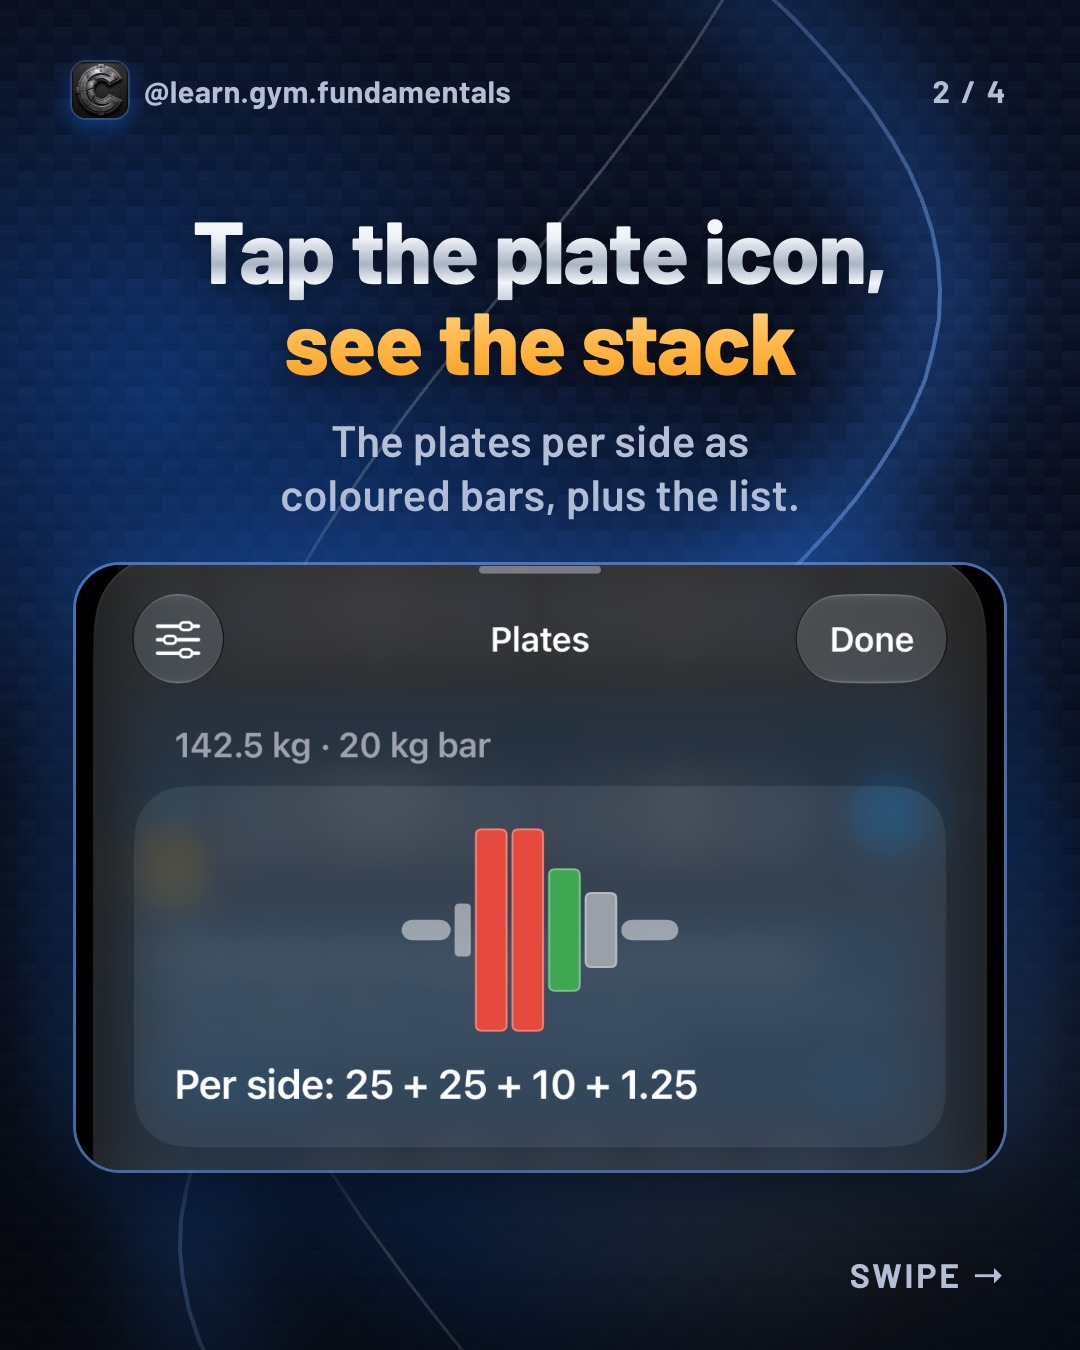 @learn.gym.fundamentals
2 / 4
Tap the plate icon,
see the stack
The plates per side as
coloured bars, plus the list.
Plates
Done
142.5 kg · 20 kg bar
Per side: 25 + 25 + 10 + 1.25
SWIPE →